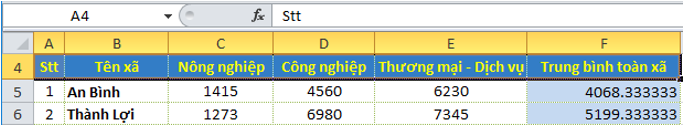 A4 fx Stt
A B C D E F
4 Stt Tên xã Nông nghiệp Công nghiệp Thương mại - Dịch vụ Trung bình toàn xã
5 1 An Bình 1415 4560 6230 4068.333333
6 2 Thành Lợi 1273 6980 7345 5199.333333